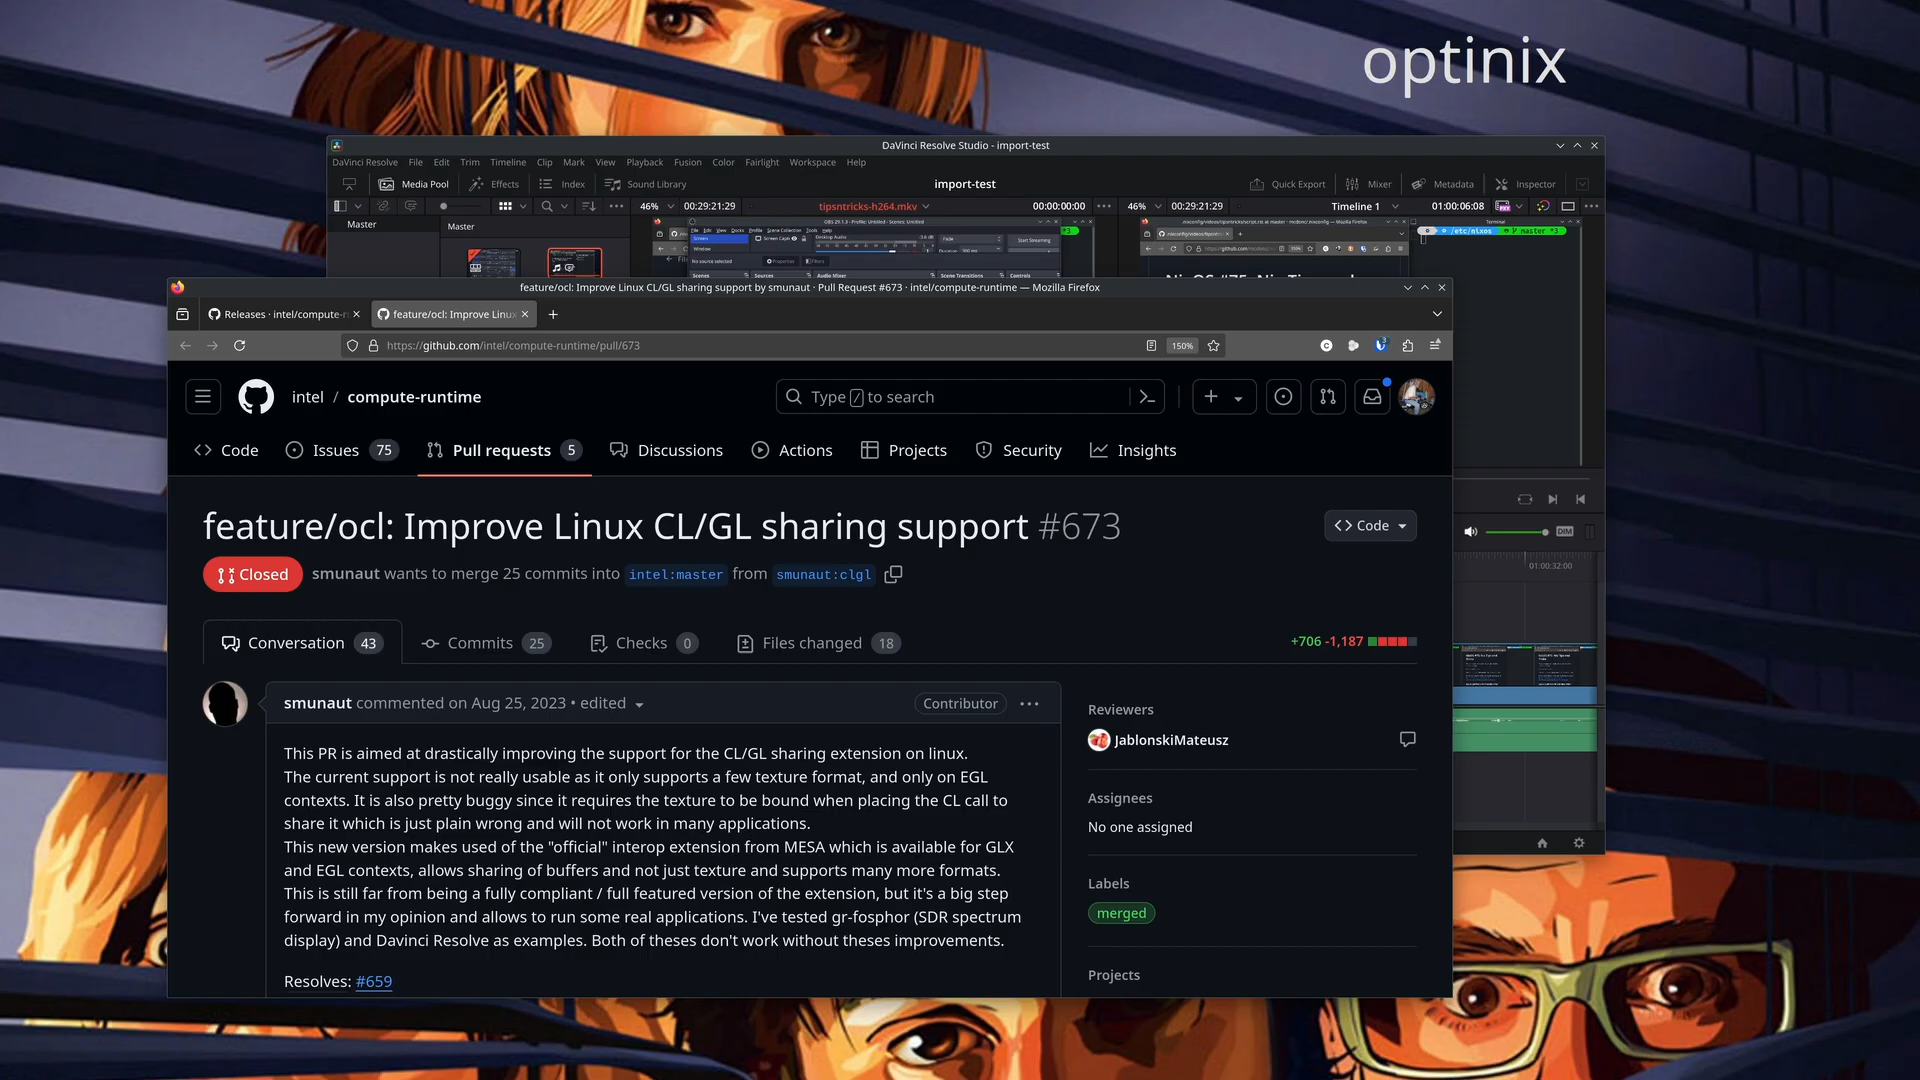 optinix
DaVinci Resolve Studio - import-test
DaVinci Resolve File Edit Trim Timeline Clip Mark View Playback Fusion Color Fairlight Workspace Help
Media Pool Effects Index Sound Library import-test Quick Export Mixer Metadata Inspector
46% 00:29:21:29 tipsntricks-h264.mkv 00:00:00:00 46% 00:29:21:29 Timeline 1 01:00:06:08
Master
Master
/etc/nixos master *3
feature/ocl: Improve Linux CL/GL sharing support by smunaut · Pull Request #673 · intel/compute-runtime — Mozilla Firefox
Releases · intel/compute-r
feature/ocl: Improve Linux
https://github.com/intel/compute-runtime/pull/673
150%
intel / compute-runtime
Type / to search
Code Issues 75 Pull requests 5 Discussions Actions Projects Security Insights
feature/ocl: Improve Linux CL/GL sharing support #673
Code
Closed smunaut wants to merge 25 commits into intel:master from smunaut:clgl
DIM
01:00:32:00
Conversation 43 Commits 25 Checks 0 Files changed 18
+706 -1,187
smunaut commented on Aug 25, 2023 • edited
Contributor
This PR is aimed at drastically improving the support for the CL/GL sharing extension on linux.
The current support is not really usable as it only supports a few texture format, and only on EGL
contexts. It is also pretty buggy since it requires the texture to be bound when placing the CL call to
share it which is just plain wrong and will not work in many applications.
This new version makes used of the "official" interop extension from MESA which is available for GLX
and EGL contexts, allows sharing of buffers and not just texture and supports many more formats.
This is still far from being a fully compliant / full featured version of the extension, but it's a big step
forward in my opinion and allows to run some real applications. I've tested gr-fosphor (SDR spectrum
display) and Davinci Resolve as examples. Both of theses don't work without theses improvements.
Resolves: #659
Reviewers
JablonskiMateusz
Assignees
No one assigned
Labels
merged
Projects